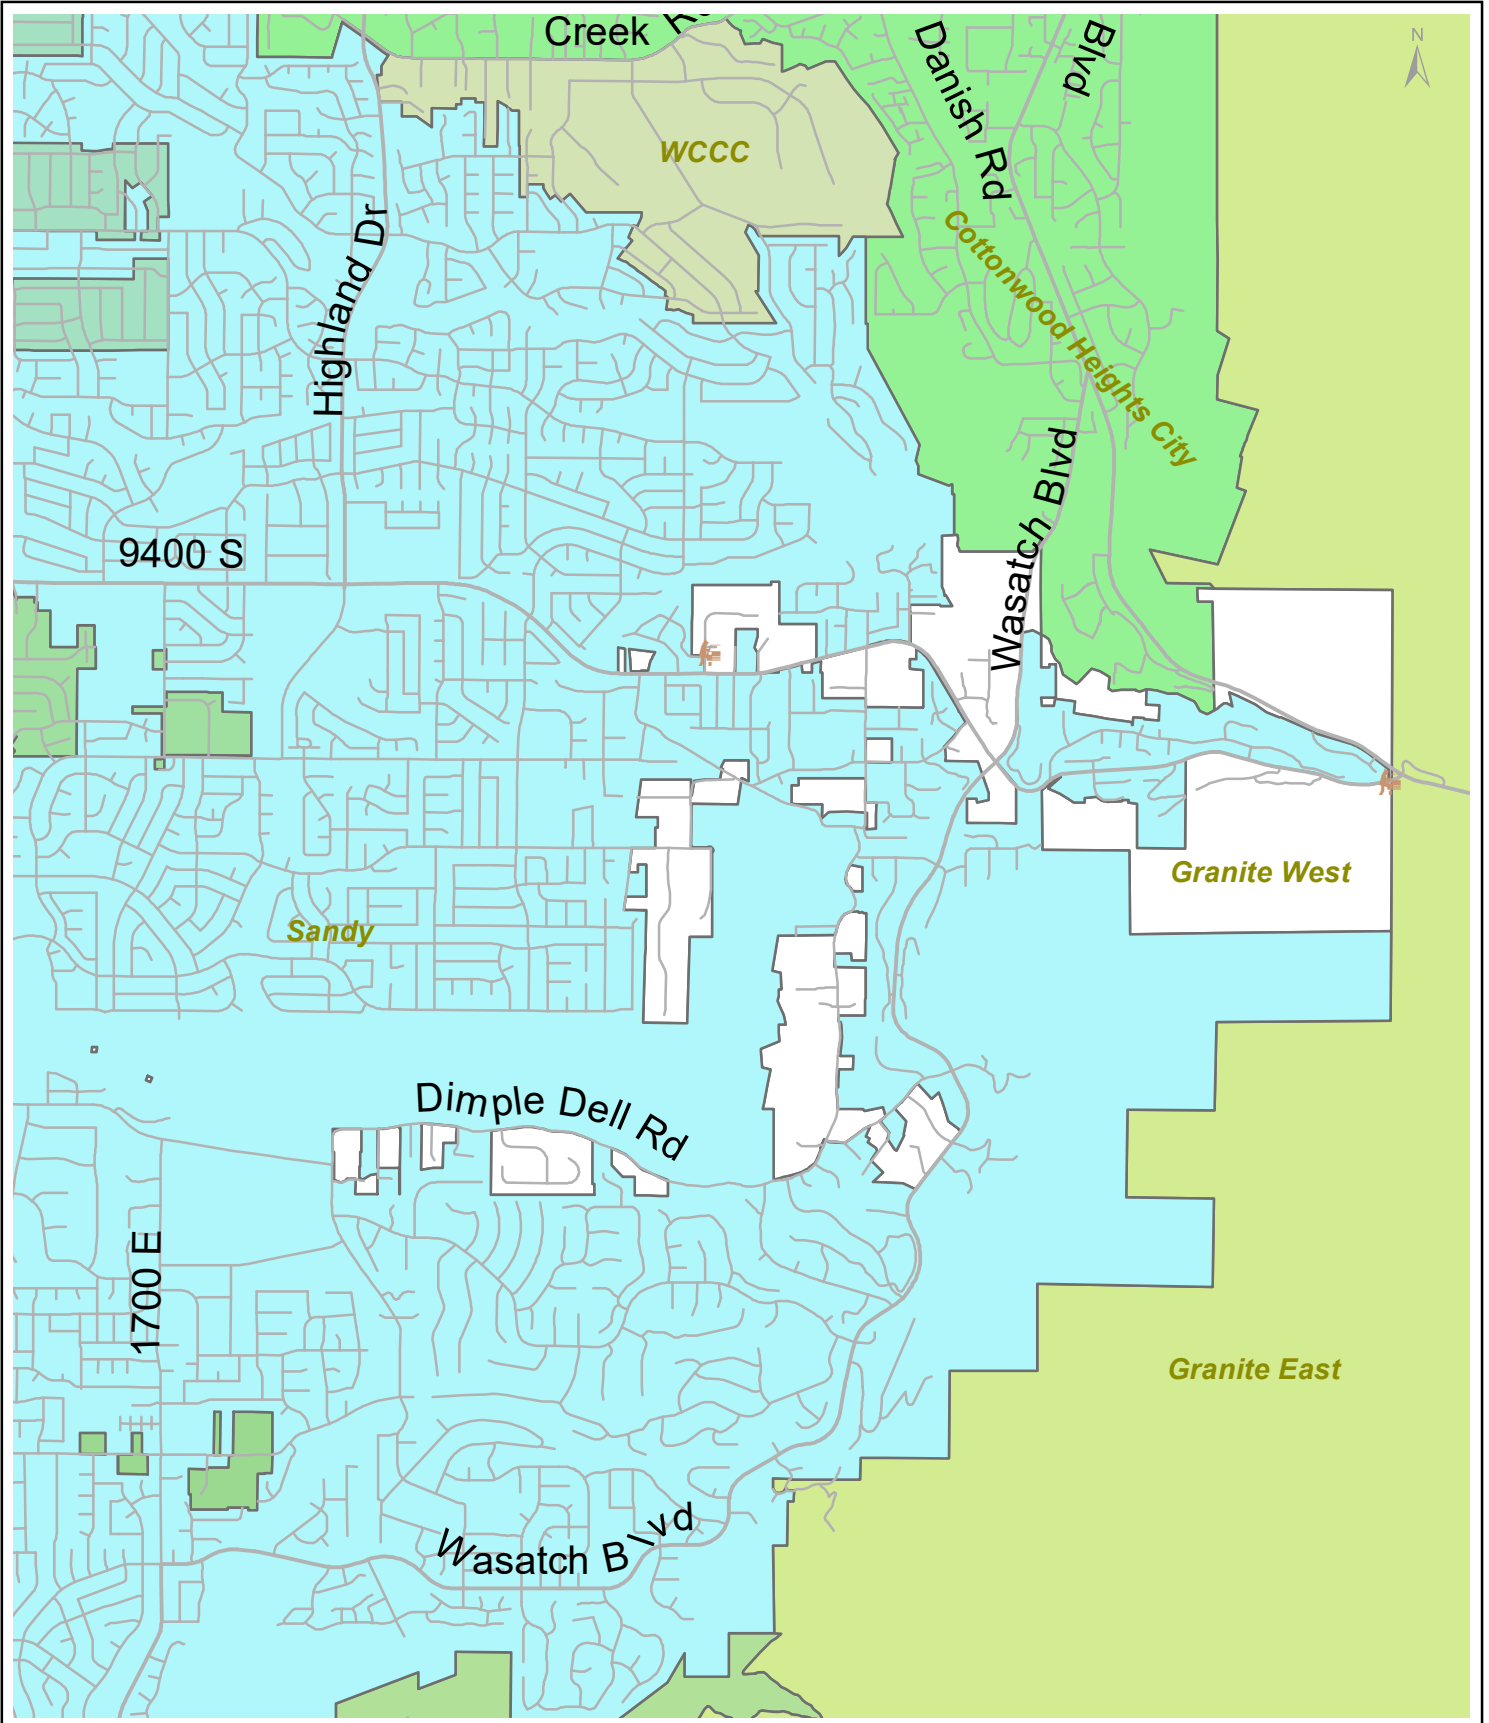 Creek
Danish Rd
Blvd
N
WCCC
Cottonwood Heights City
Highland Dr
Wasatch Blvd
9400 S
Granite West
Sandy
Dimple Dell Rd
1700 E
Granite East
Wasatch Blvd